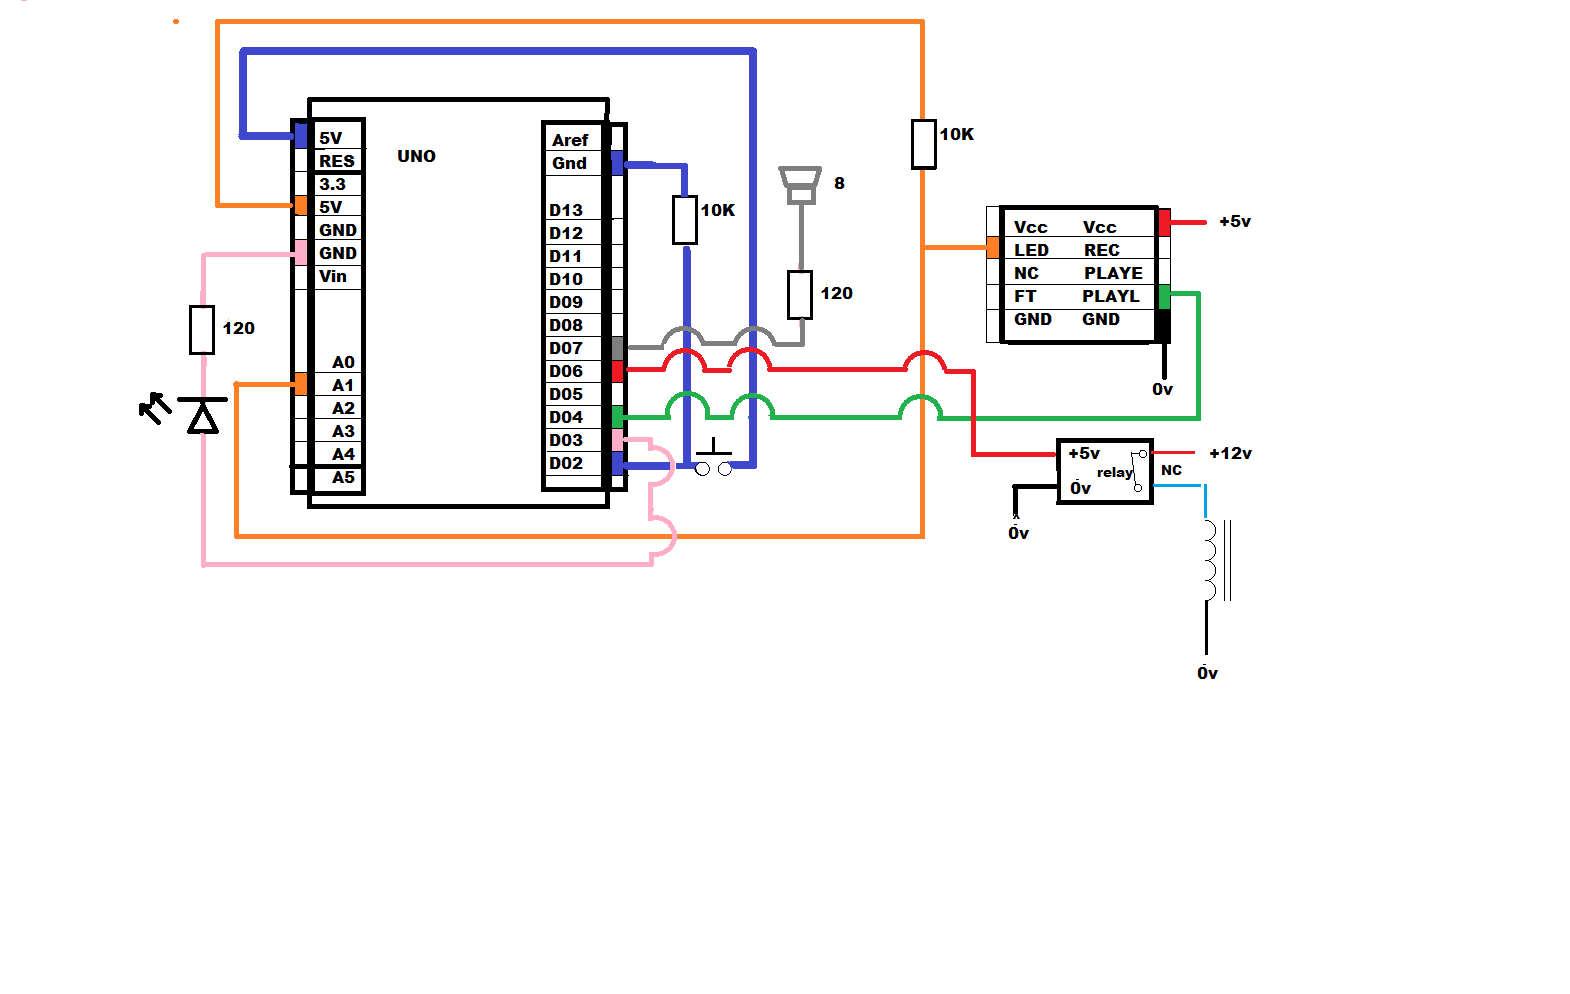 UNO
5V
RES
3.3
5V
GND
GND
Vin
A0
A1
A2
A3
A4
A5
Aref
Gnd
D13
D12
D11
D10
D09
D08
D07
D06
D05
D04
D03
D02
120
10K
8
120
10K
Vcc Vcc
LED REC
NC PLAYE
FT PLAYL
GND GND
+5v
0v
+5v
relay
0v
NC
+12v
0v
0v